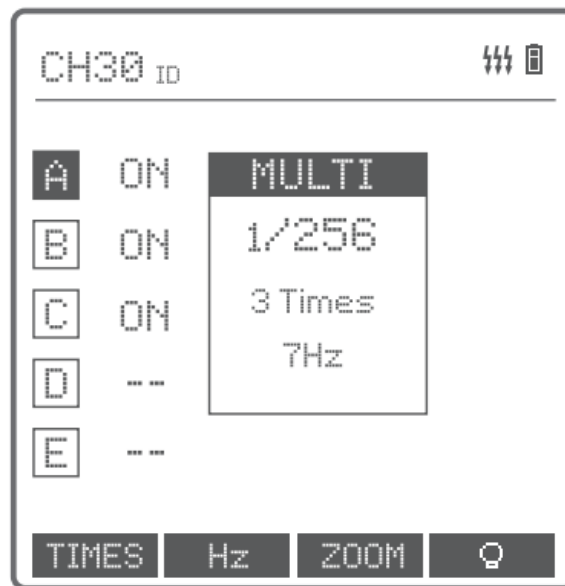 CH30 ID
A ON
B ON
C ON
D --
E --
MULTI
1/256
3 Times
7Hz
TIMES Hz ZOOM